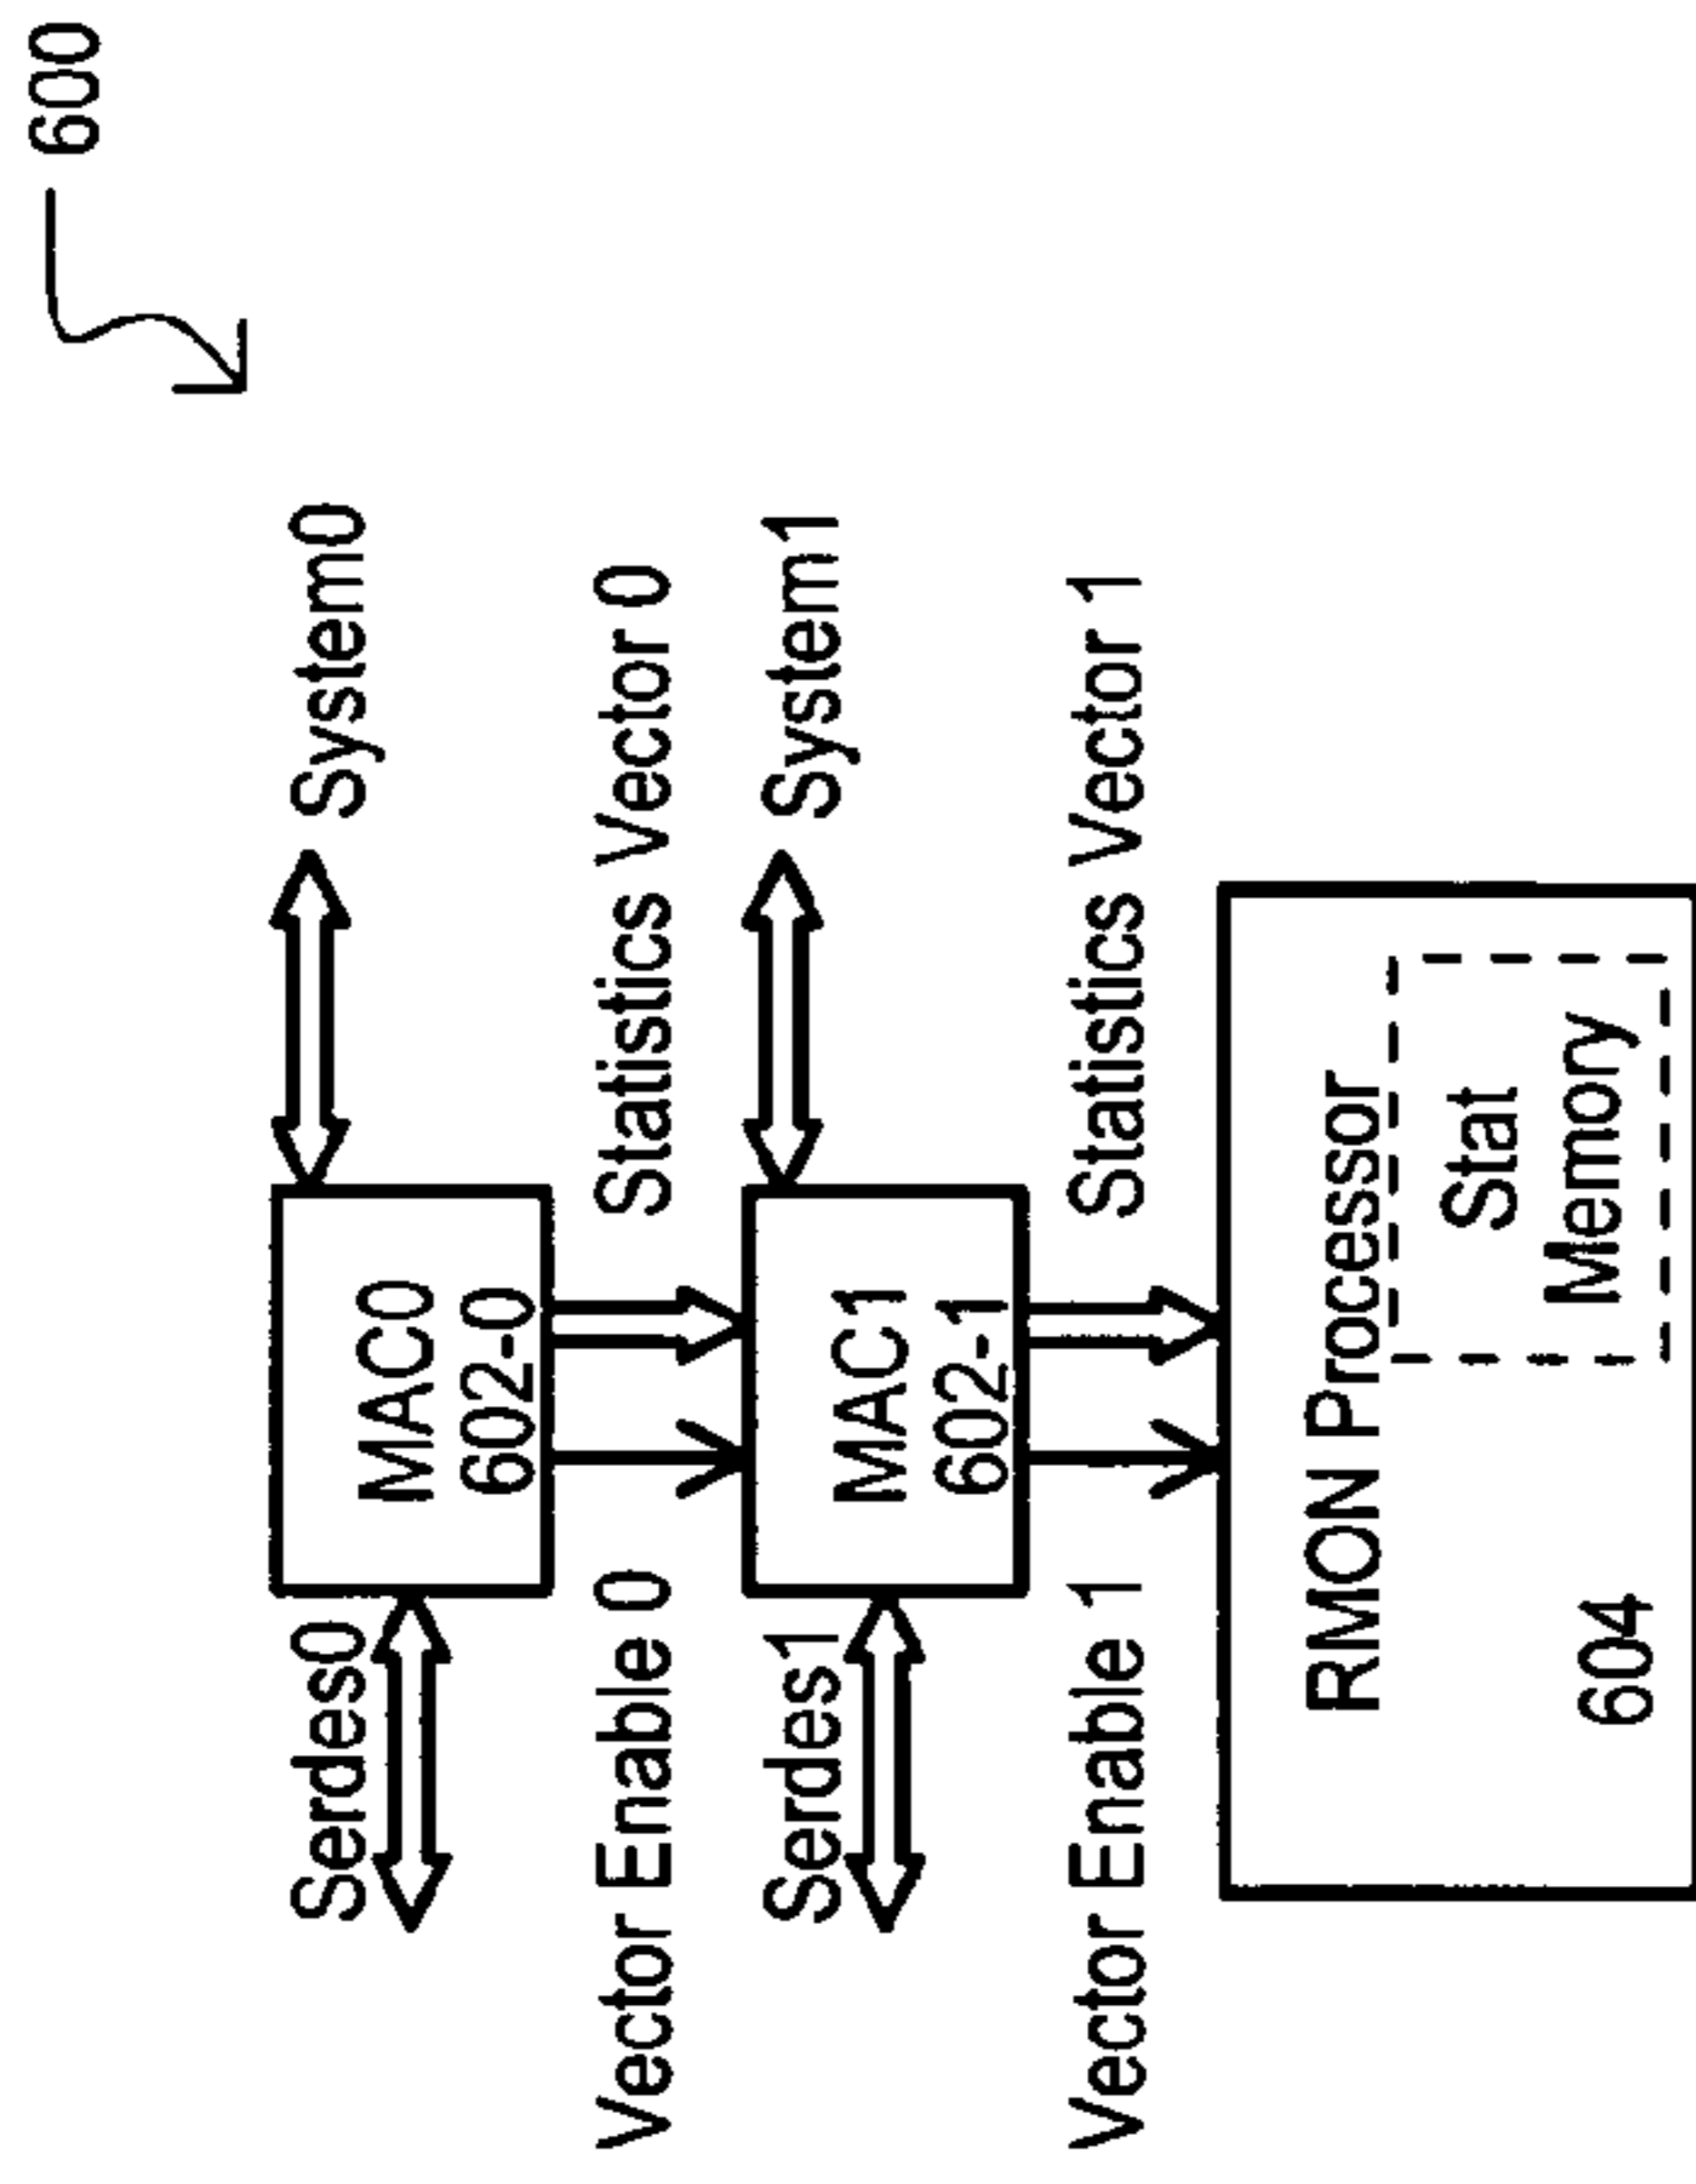 600
Serdes0
System0
MAC0
602-0
Vector Enable 0
Statistics Vector 0
Serdes1
System1
MAC1
602-1
Vector Enable 1
Statistics Vector 1
RMON Processor
Stat
Memory
604